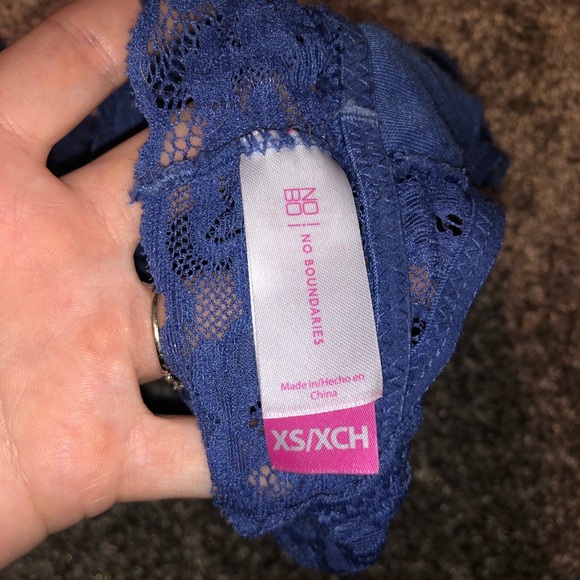 NO
BO
NO BOUNDARIES
Made in/Hecho en
China
XS/XCH